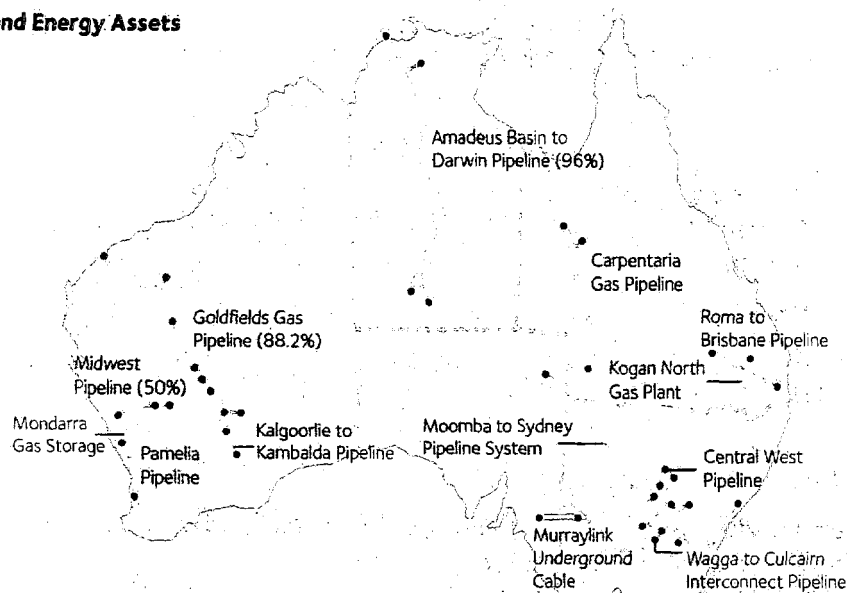 nd Energy Assets
Amadeus Basin to
Darwin Pipeline (96%)
Carpentaria
Gas Pipeline
Goldfields Gas
Pipeline (88.2%)
Roma to
Brisbane Pipeline
Midwest
Pipeline (50%)
Kogan North
Gas Plant
Mondarra
Gas Storage
Pamelia
Pipeline
Kalgoorlie to
Kambalda Pipeline
Moomba to Sydney
Pipeline System
Central West
Pipeline
Murraylink
Underground
Cable
Wagga to Culcairn
Interconnect Pipeline